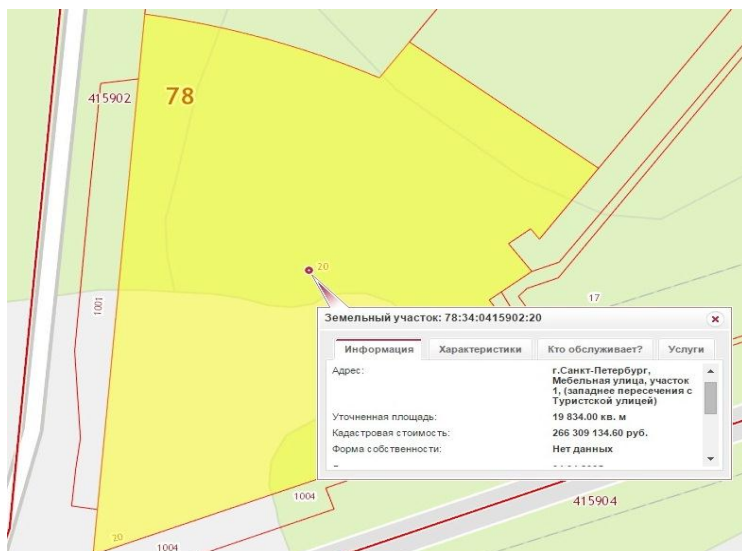 415902
78
20
1001
17
Земельный участок: 78:34:0415902:20
Информация Характеристики Кто обслуживает? Услуги
Адрес: г.Санкт-Петербург,
Мебельная улица, участок
1, (западнее пересечения с
Туристской улицей)
Уточненная площадь: 19 834.00 кв. м
Кадастровая стоимость: 266 309 134.60 руб.
Форма собственности: Нет данных
1004
415904
20
1004